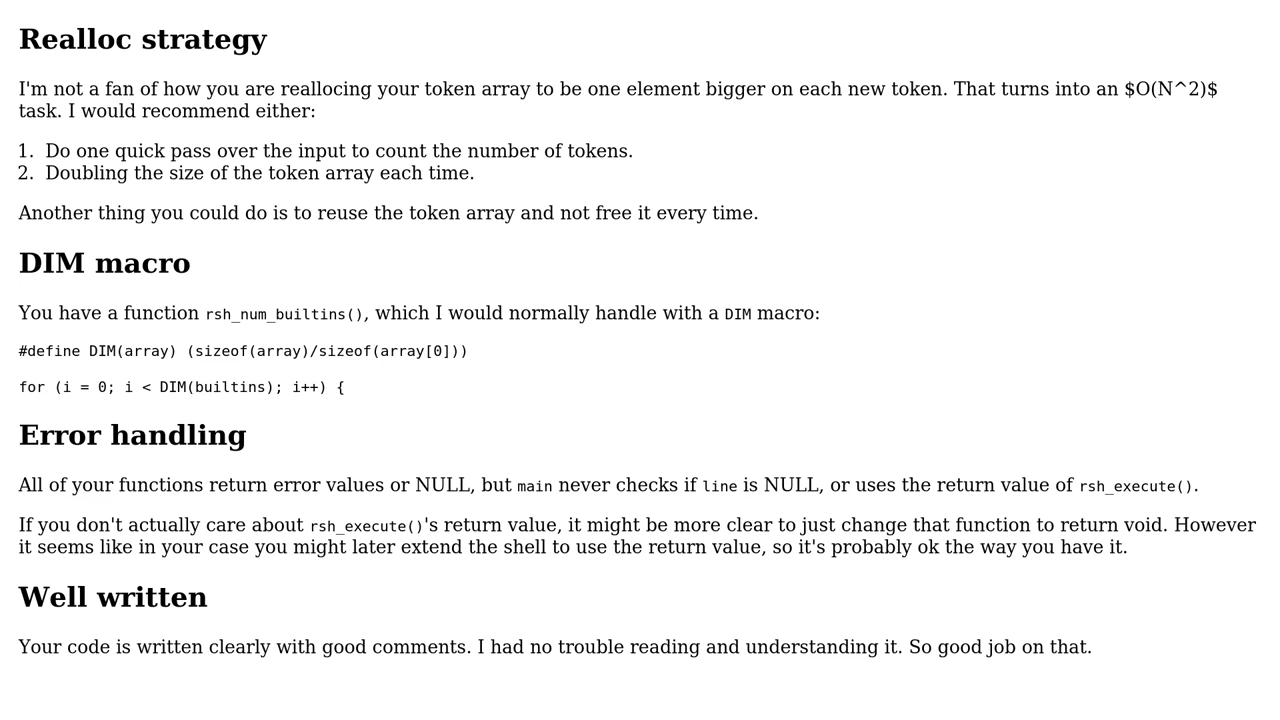 Realloc strategy
I'm not a fan of how you are reallocing your token array to be one element bigger on each new token. That turns into an $O(N^2)$
task. I would recommend either:
1. Do one quick pass over the input to count the number of tokens.
2. Doubling the size of the token array each time.
Another thing you could do is to reuse the token array and not free it every time.
DIM macro
You have a function rsh_num_builtins(), which I would normally handle with a DIM macro:
#define DIM(array) (sizeof(array)/sizeof(array[0]))
for (i = 0; i < DIM(builtins); i++) {
Error handling
All of your functions return error values or NULL, but main never checks if line is NULL, or uses the return value of rsh_execute().
If you don't actually care about rsh_execute()'s return value, it might be more clear to just change that function to return void. However
it seems like in your case you might later extend the shell to use the return value, so it's probably ok the way you have it.
Well written
Your code is written clearly with good comments. I had no trouble reading and understanding it. So good job on that.